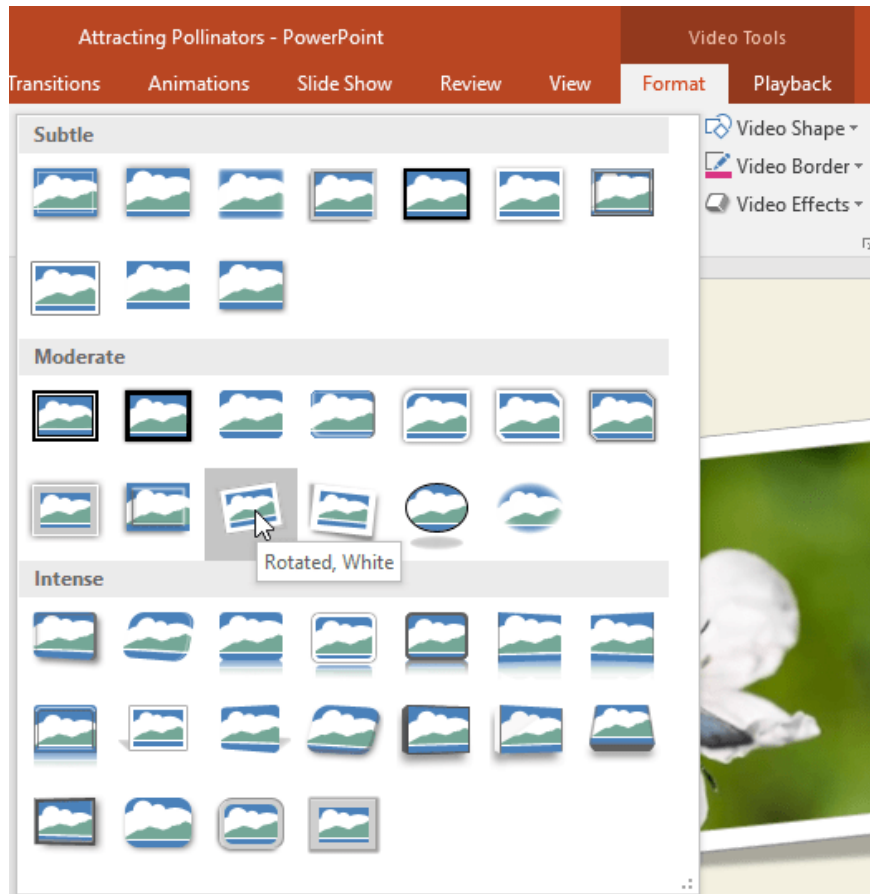 Attracting Pollinators - PowerPoint
Video Tools
Transitions Animations Slide Show Review View Format Playback
Subtle
Video Shape
Video Border
Video Effects
Moderate
Rotated, White
Intense